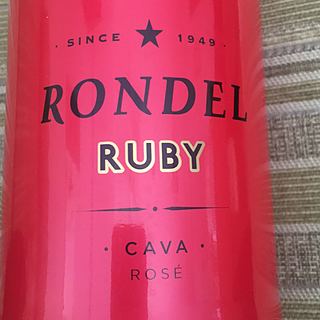 · SINCE ★ 1949 ·
RONDEL
RUBY
· CAVA ·
ROSÉ